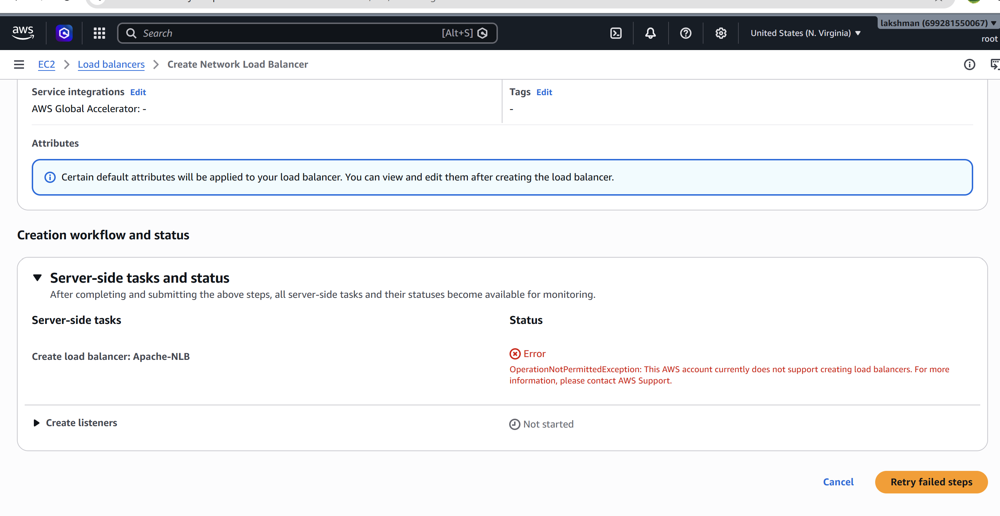 aws
Search
[Alt+S]
United States (N. Virginia)
lakshman (699281550067)
root
EC2
Load balancers
Create Network Load Balancer
Service integrations Edit
AWS Global Accelerator: -
Tags Edit
-
Attributes
Certain default attributes will be applied to your load balancer. You can view and edit them after creating the load balancer.
Creation workflow and status
Server-side tasks and status
After completing and submitting the above steps, all server-side tasks and their statuses become available for monitoring.
Server-side tasks
Status
Create load balancer: Apache-NLB
Error
OperationNotPermittedException: This AWS account currently does not support creating load balancers. For more
information, please contact AWS Support.
Create listeners
Not started
Cancel
Retry failed steps